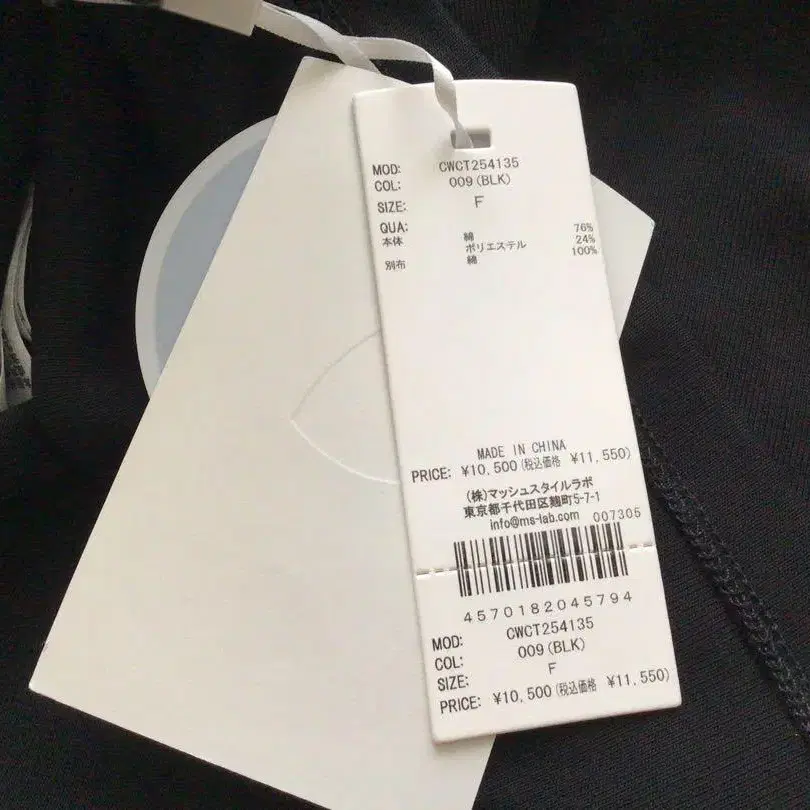 MOD: CWCT254135
COL: 009(BLK)
SIZE: F
QUA:
本体 綿 76%
ポリエステル 24%
別布 綿 100%
MADE IN CHINA
PRICE: ¥10,500(税込価格 ¥11,550)
(株)マッシュスタイルラボ
東京都千代田区麹町5-7-1
info@ms-lab.com 007305
4570182045794
MOD: CWCT254135
COL: 009(BLK)
SIZE: F
PRICE: ¥10,500(税込価格 ¥11,550)